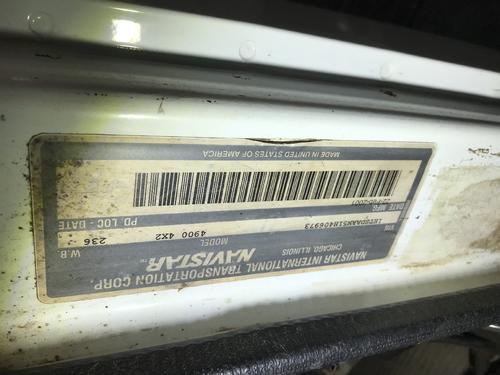 NAVISTAR INTERNATIONAL TRANSPORTATION CORP.
CHICAGO, ILLINOIS NAVISTAR™
VIN MODEL W.B.
4900 4X2 236
DATE MFG. PD. LOC - DATE
MADE IN UNITED STATES OF AMERICA